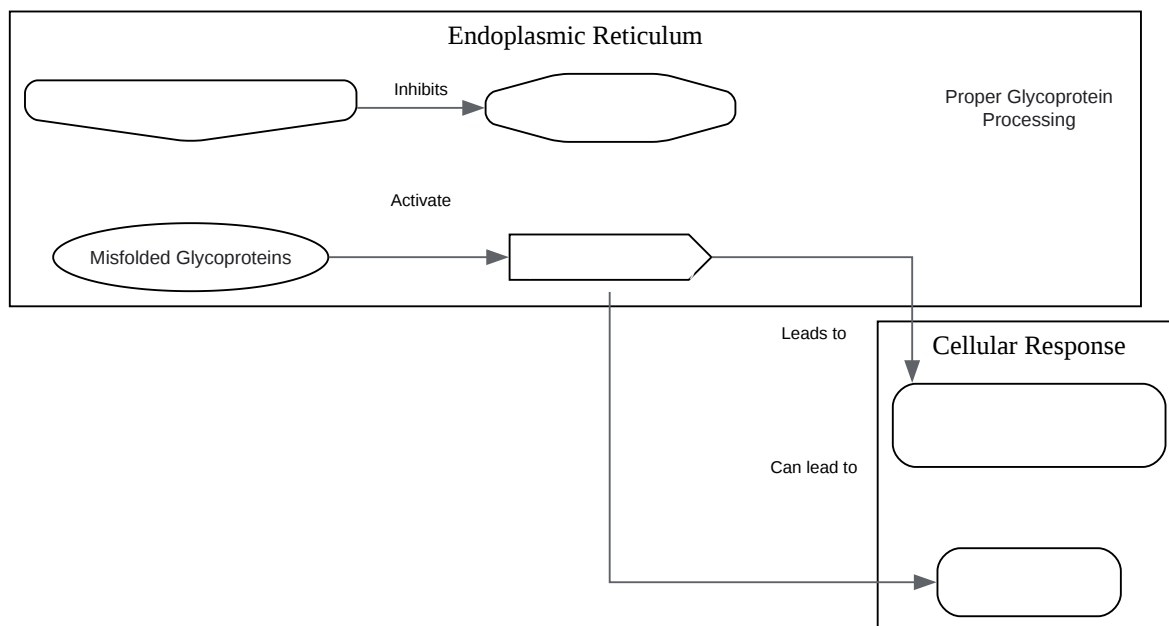 Endoplasmic Reticulum
Inhibits
Proper Glycoprotein
Processing
Activate
Misfolded Glycoproteins
Leads to
Cellular Response
Can lead to